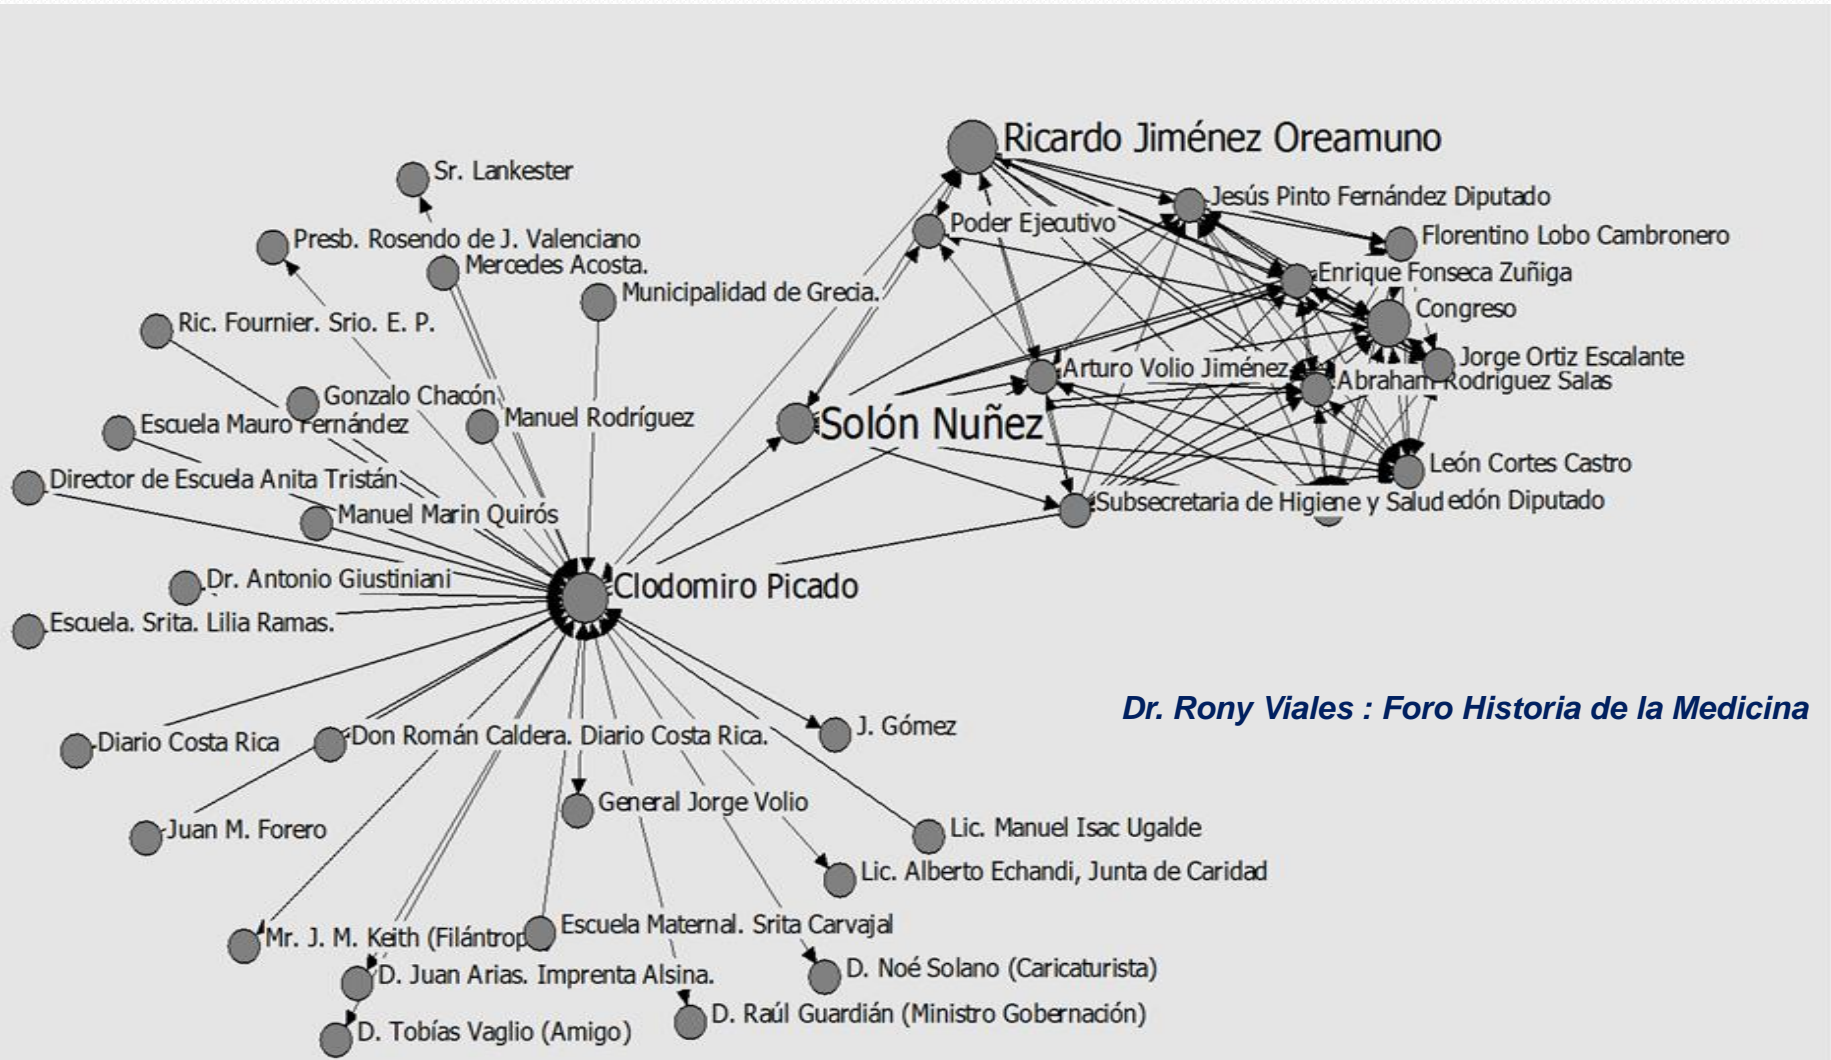 Ricardo Jiménez Oreamuno
Sr. Lankester
Jesús Pinto Fernández Diputado
Poder Ejecutivo
Florentino Lobo Cambronero
Presb. Rosendo de J. Valenciano
Mercedes Acosta.
Enrique Fonseca Zuñiga
Municipalidad de Grecia.
Congreso
Ric. Fournier. Srio. E. P.
Jorge Ortiz Escalante
Arturo Volio Jiménez
Abraham Rodríguez Salas
Gonzalo Chacón
Manuel Rodríguez
Escuela Mauro Fernández
Solón Nuñez
León Cortes Castro
Director de Escuela Anita Tristán
Subsecretaria de Higiene y Salud
edón Diputado
Manuel Marin Quirós
Dr. Antonio Giustiniani
Clodomiro Picado
Escuela. Srita. Lilia Ramas.
Dr. Rony Viales : Foro Historia de la Medicina
J. Gómez
Diario Costa Rica
Don Román Caldera. Diario Costa Rica.
General Jorge Volio
Juan M. Forero
Lic. Manuel Isac Ugalde
Lic. Alberto Echandi, Junta de Caridad
Mr. J. M. Keith (Filántrop
Escuela Maternal. Srita Carvajal
D. Juan Arias. Imprenta Alsina.
D. Noé Solano (Caricaturista)
D. Raúl Guardián (Ministro Gobernación)
D. Tobías Vaglio (Amigo)